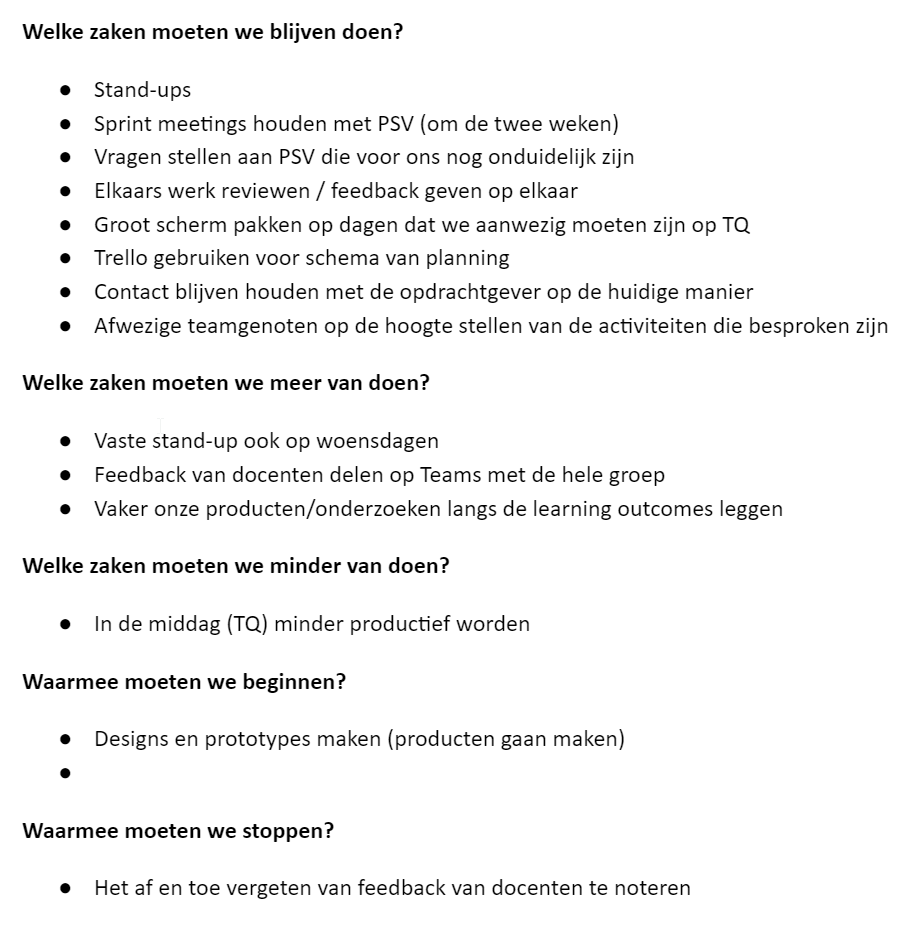 Welke zaken moeten we blijven doen?
● Stand-ups
● Sprint meetings houden met PSV (om de twee weken)
● Vragen stellen aan PSV die voor ons nog onduidelijk zijn
● Elkaars werk reviewen / feedback geven op elkaar
● Groot scherm pakken op dagen dat we aanwezig moeten zijn op TQ
● Trello gebruiken voor schema van planning
● Contact blijven houden met de opdrachtgever op de huidige manier
● Afwezige teamgenoten op de hoogte stellen van de activiteiten die besproken zijn
Welke zaken moeten we meer van doen?
● Vaste stand-up ook op woensdagen
● Feedback van docenten delen op Teams met de hele groep
● Vaker onze producten/onderzoeken langs de learning outcomes leggen
Welke zaken moeten we minder van doen?
● In de middag (TQ) minder productief worden
Waarmee moeten we beginnen?
● Designs en prototypes maken (producten gaan maken)
●
Waarmee moeten we stoppen?
● Het af en toe vergeten van feedback van docenten te noteren